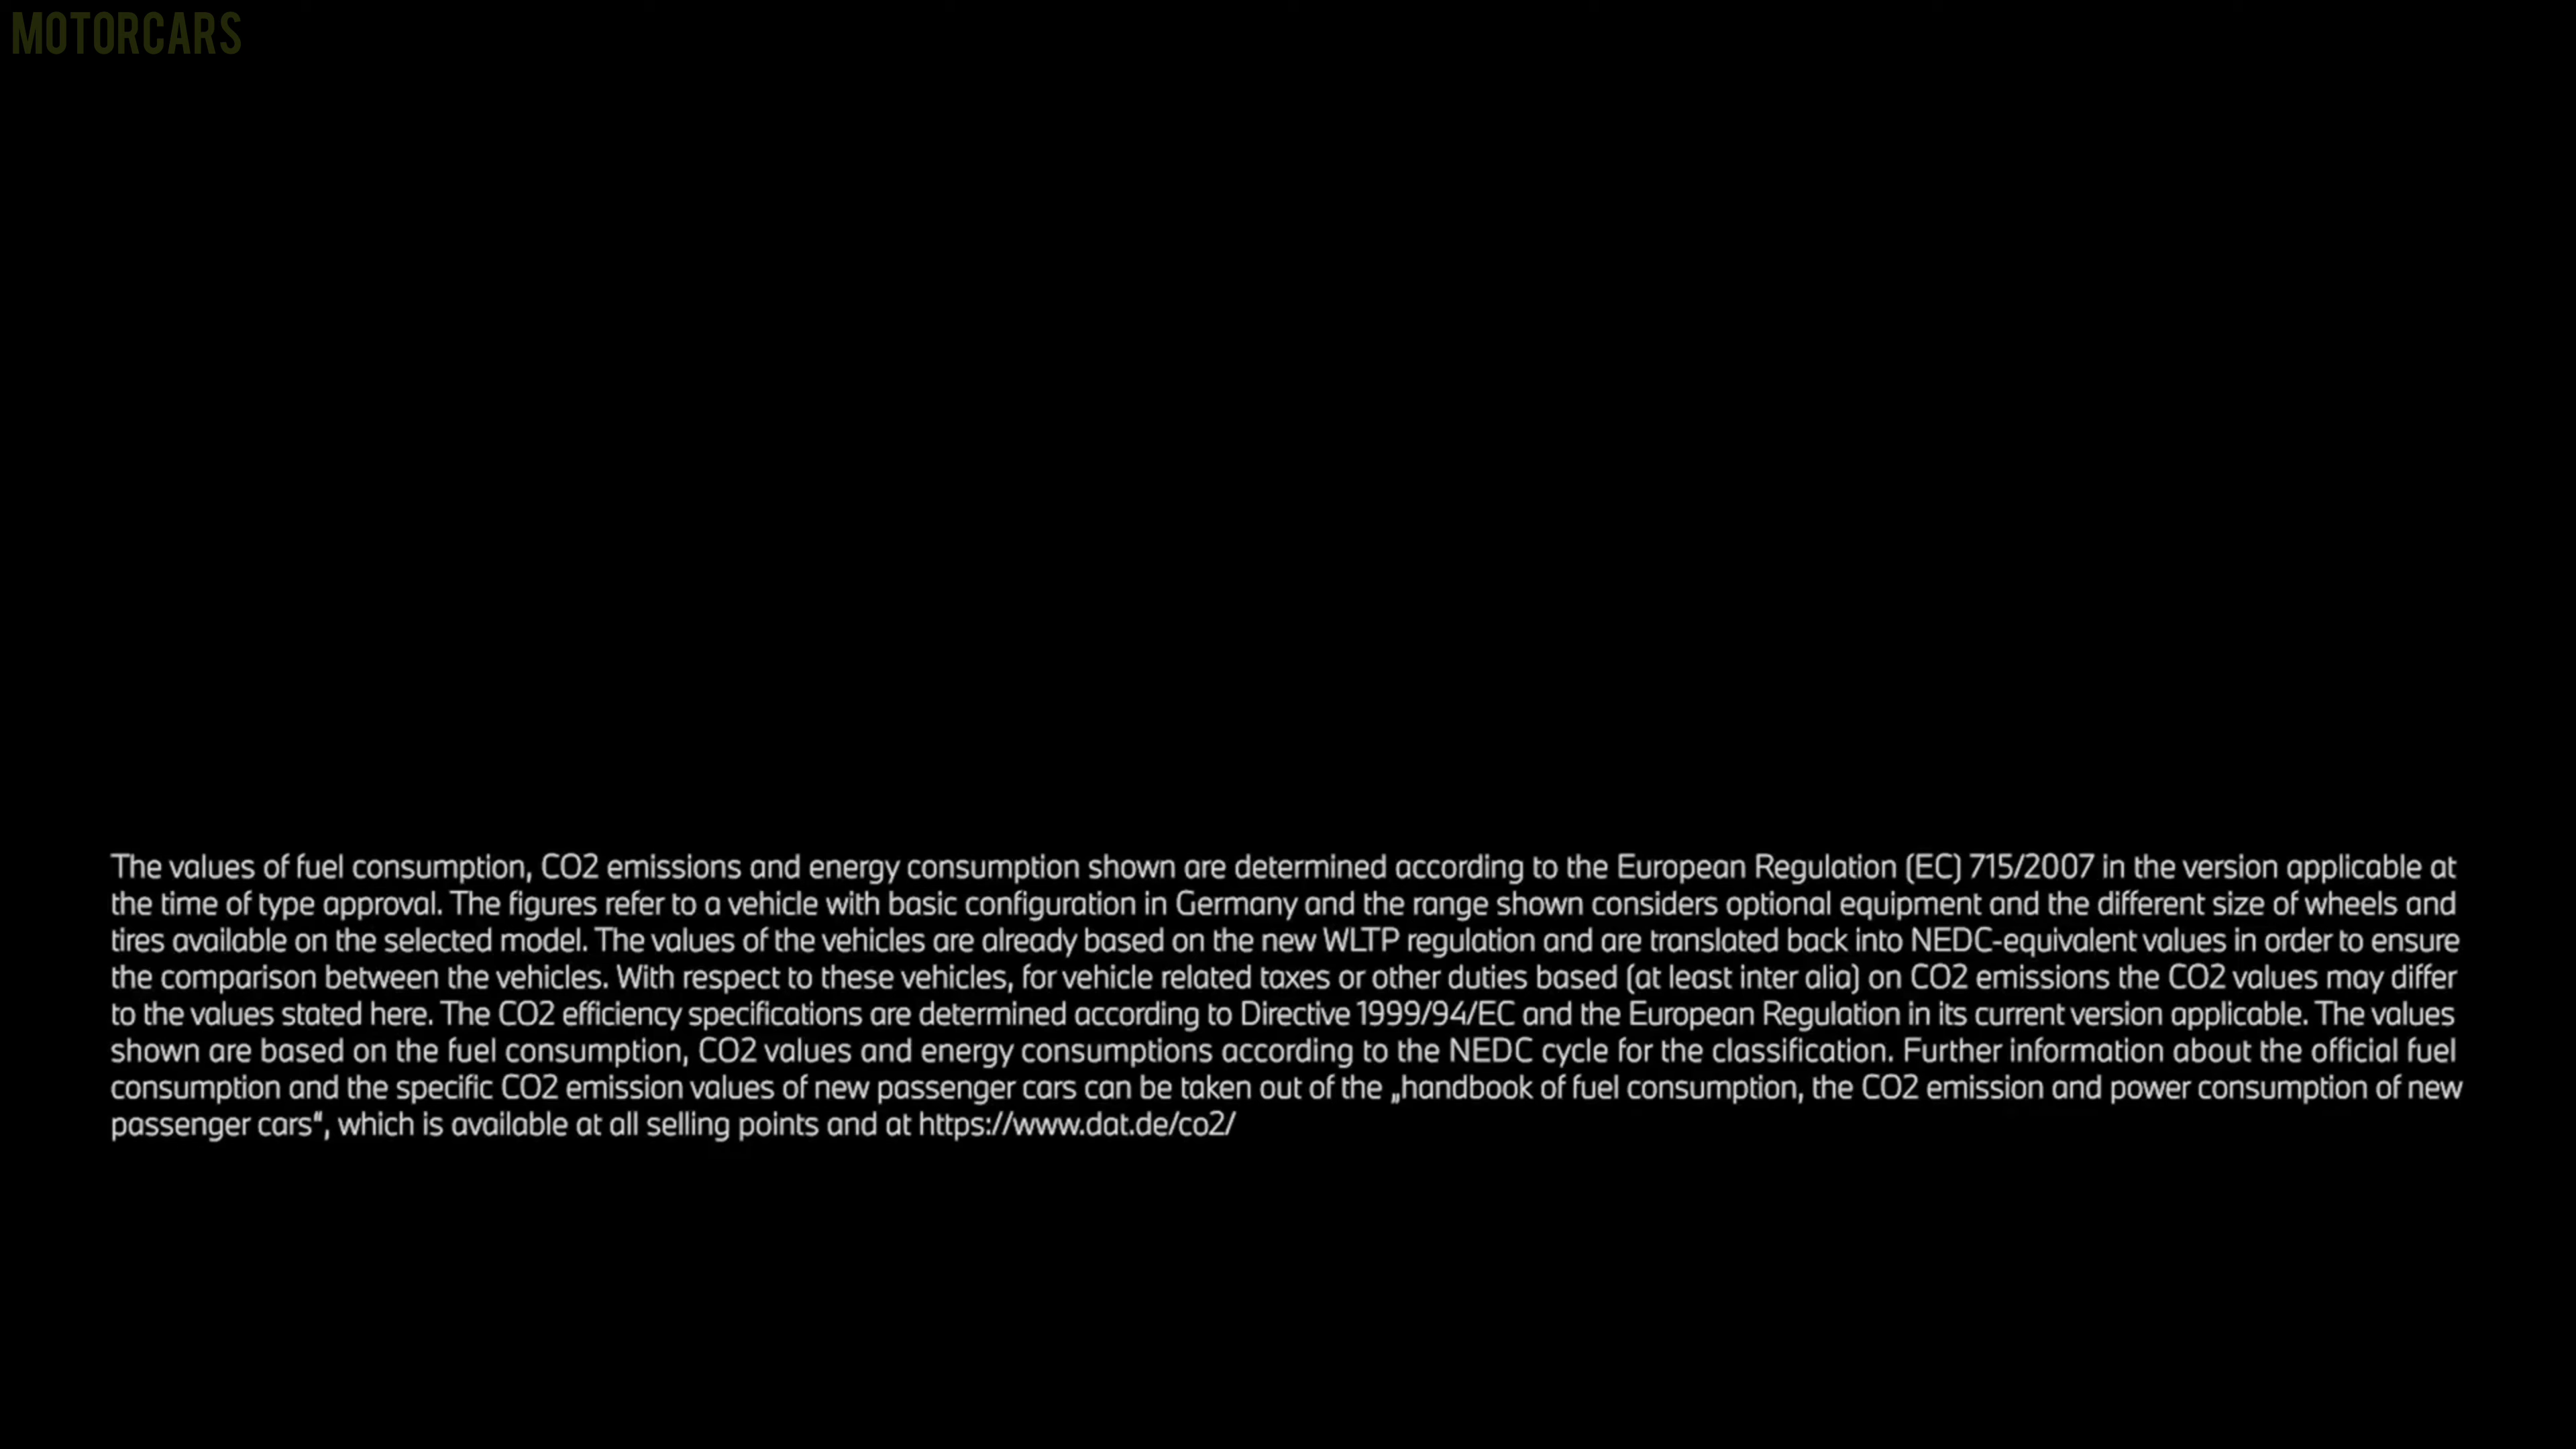 MOTORCARS
The values of fuel consumption, CO2 emissions and energy consumption shown are determined according to the European Regulation (EC) 715/2007 in the version applicable at
the time of type approval. The figures refer to a vehicle with basic configuration in Germany and the range shown considers optional equipment and the different size of wheels and
tires available on the selected model. The values of the vehicles are already based on the new WLTP regulation and are translated back into NEDC-equivalent values in order to ensure
the comparison between the vehicles. With respect to these vehicles, for vehicle related taxes or other duties based (at least inter alia) on CO2 emissions the CO2 values may differ
to the values stated here. The CO2 efficiency specifications are determined according to Directive 1999/94/EC and the European Regulation in its current version applicable. The values
shown are based on the fuel consumption, CO2 values and energy consumptions according to the NEDC cycle for the classification. Further information about the official fuel
consumption and the specific CO2 emission values of new passenger cars can be taken out of the „handbook of fuel consumption, the CO2 emission and power consumption of new
passenger cars“, which is available at all selling points and at https://www.dat.de/co2/